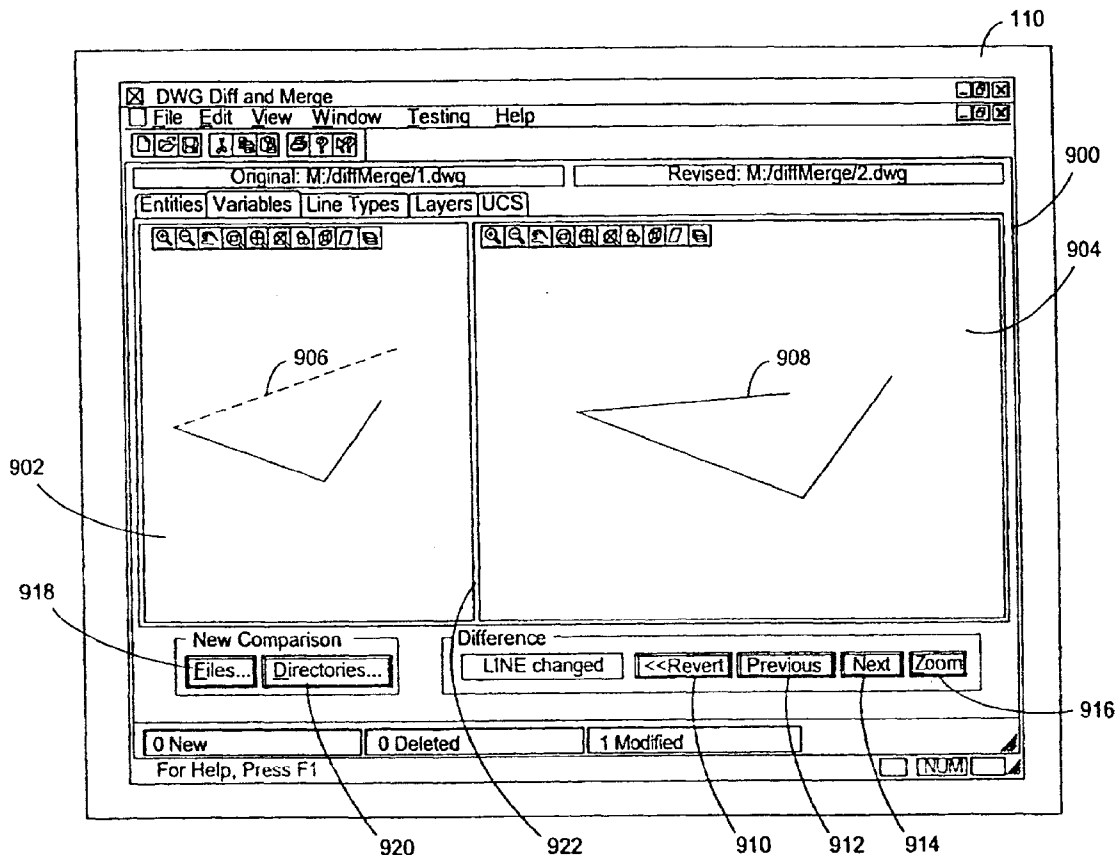 110
DWG Diff and Merge
File Edit View Window Testing Help
Original: M:/diffMerge/1.dwg
Revised: M:/diffMerge/2.dwg
900
Entities Variables Line Types Layers UCS
904
906
908
902
918
New Comparison
Files... Directories...
Difference
LINE changed <<Revert Previous Next Zoom
916
0 New 0 Deleted 1 Modified
For Help, Press F1
NUM
920 922 910 912 914